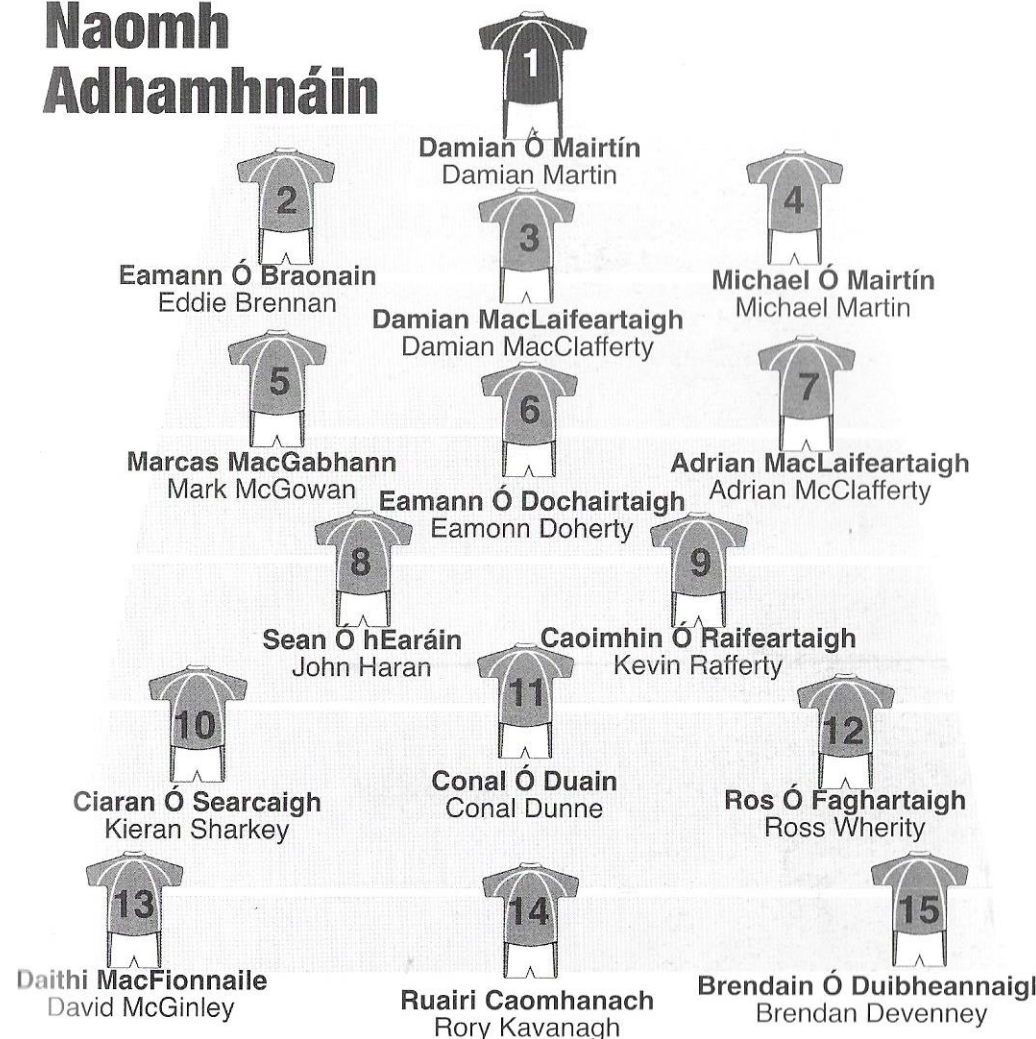 Naomh
Adhamhnáin
1
Damian Ó Mairtín
Damian Martin
2
Eamann Ó Braonain
Eddie Brennan
3
Damian MacLaifeartaigh
Damian MacClafferty
4
Michael Ó Mairtín
Michael Martin
5
Marcas MacGabhann
Mark McGowan
6
Eamann Ó Dochairtaigh
Eamonn Doherty
7
Adrian MacLaifeartaigh
Adrian McClafferty
8
Sean Ó hEaráin
John Haran
9
Caoimhin Ó Raifeartaigh
Kevin Rafferty
10
Ciaran Ó Searcaigh
Kieran Sharkey
11
Conal Ó Duain
Conal Dunne
12
Ros Ó Faghartaigh
Ross Wherity
13
Daithi MacFionnaile
David McGinley
14
Ruairi Caomhanach
Rory Kavanagh
15
Brendain Ó Duibheannaigh
Brendan Devenney